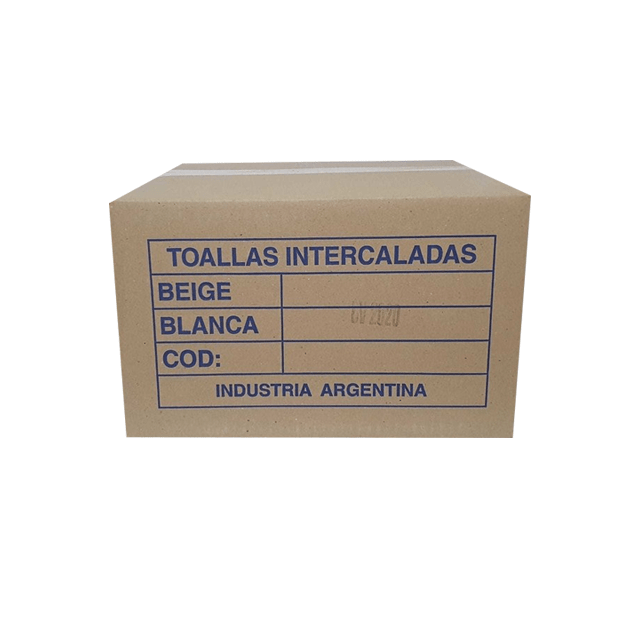 TOALLAS INTERCALADAS
BEIGE
BLANCA
COD:
INDUSTRIA ARGENTINA